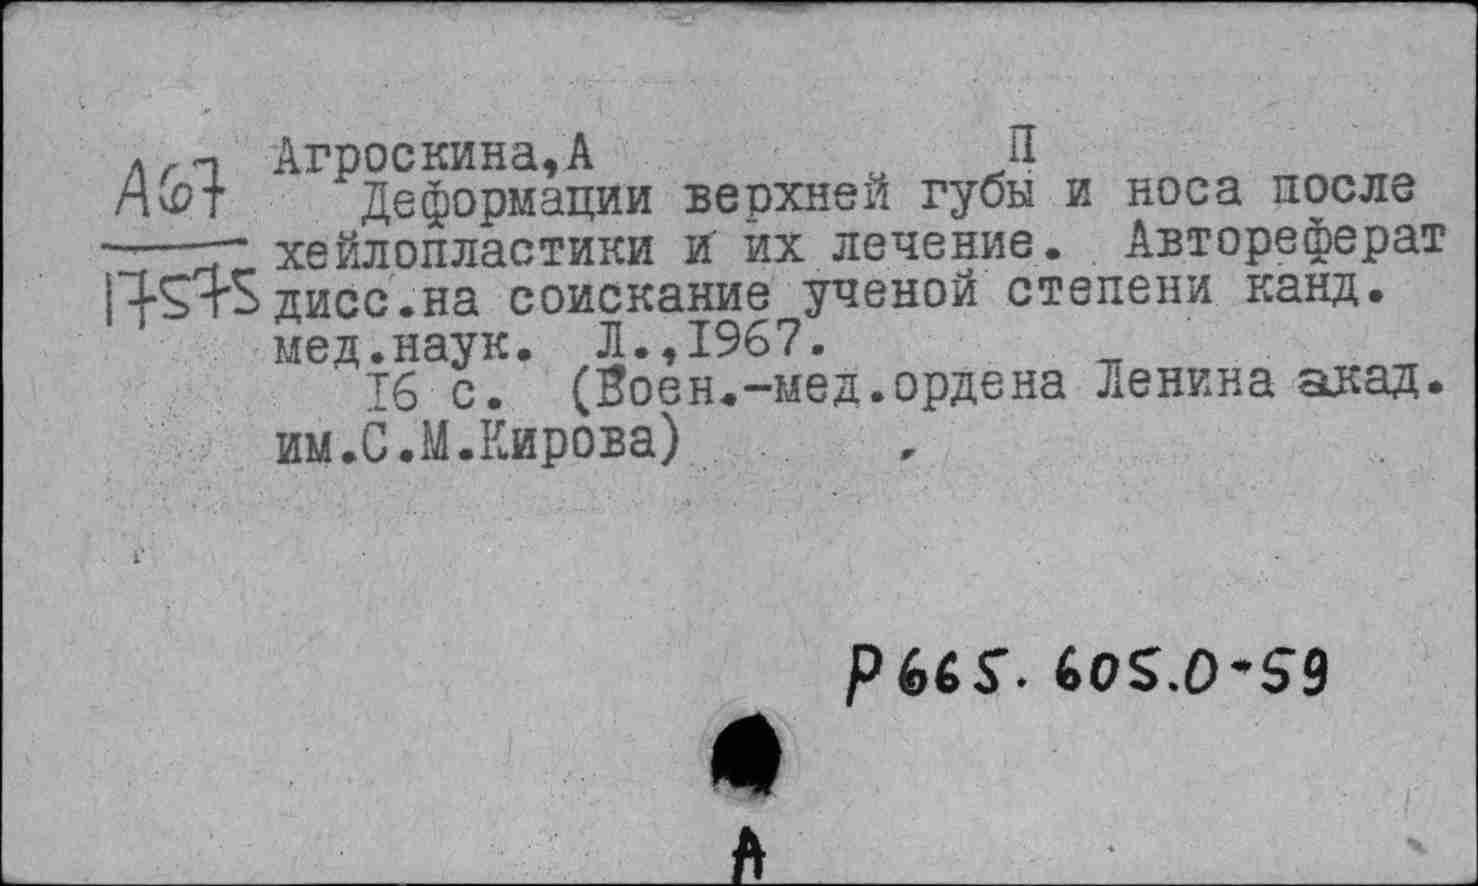 Агроскина,А П
А67 Деформации верхней губы и носа после
хейлопластики и их лечение. Автореферат
17575 дисс.на соискание ученой степени канд.
мед.наук. Л.,1967.
16 с. (Воен.-мед.ордена Ленина акад.
им.С.М.Кирова)
Р665.605.0-59
А